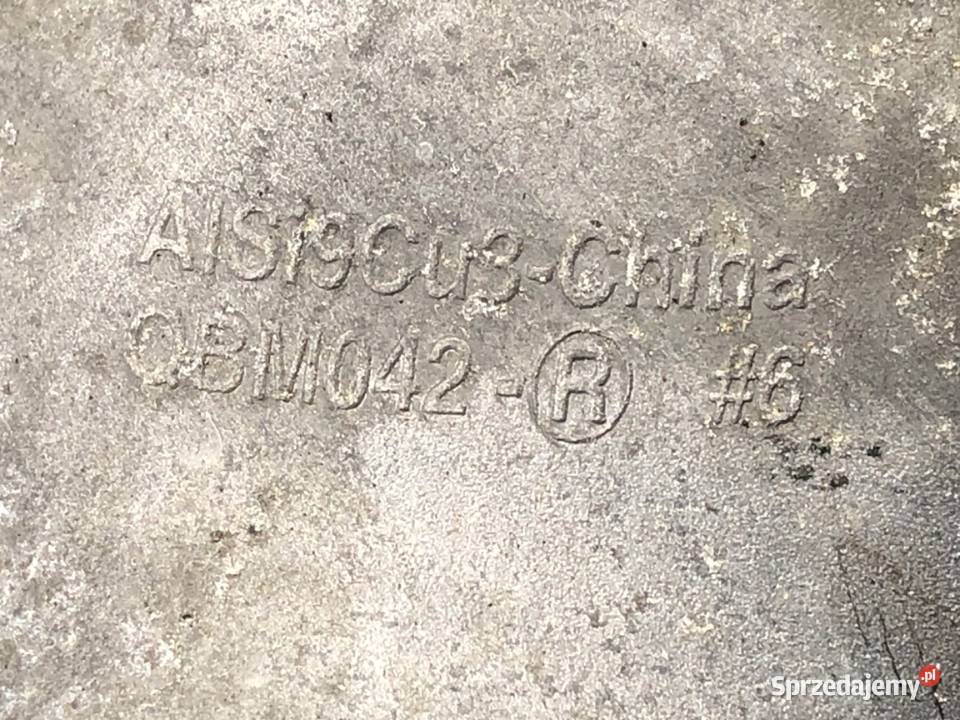 AlSi9Cu3-China
QBM042-Ⓡ #6
Sprzedajemy.pl